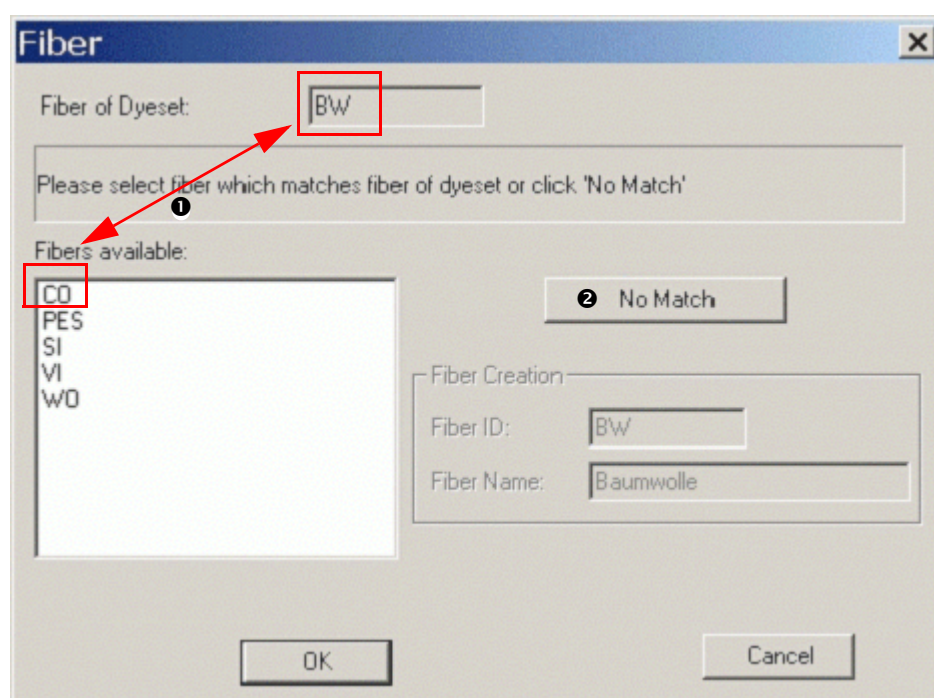 Fiber
Fiber of Dyeset: BW
Please select fiber which matches fiber of dyeset or click 'No Match'
❶
Fibers available:
CO
PES
SI
VI
WO
❷ No Match
Fiber Creation
Fiber ID: BW
Fiber Name: Baumwolle
OK
Cancel